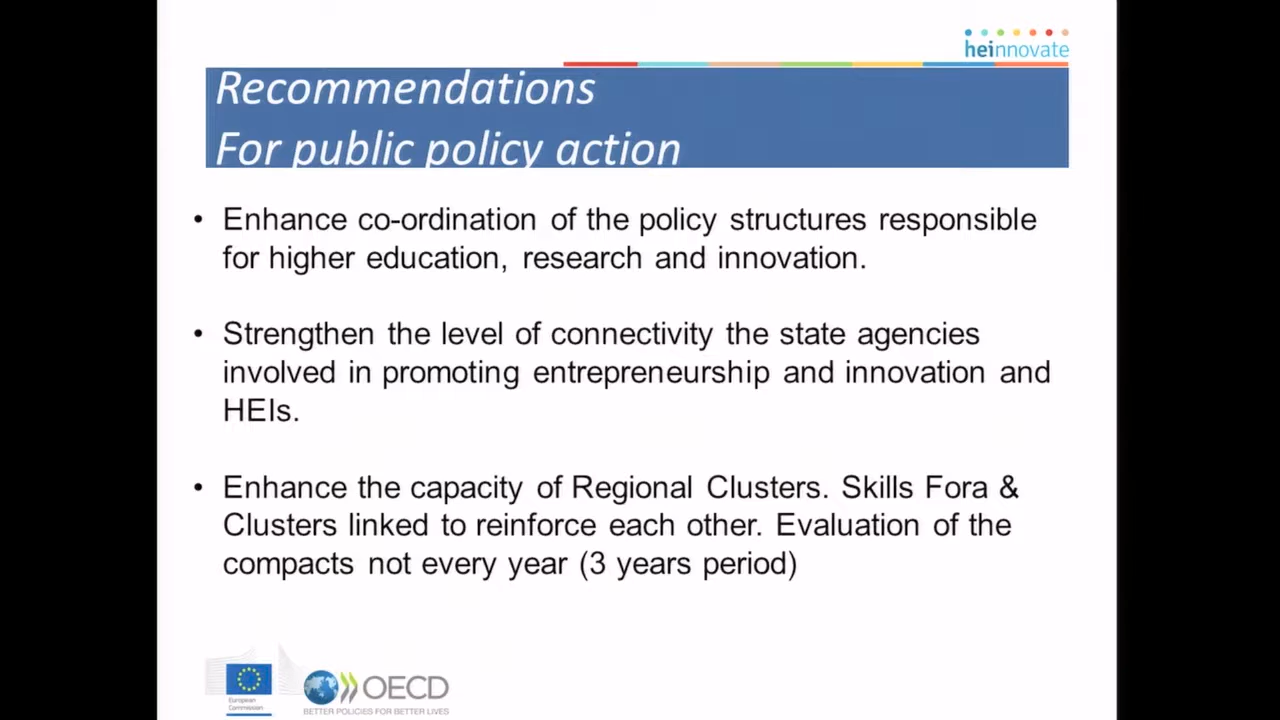 heinnovate
Recommendations
For public policy action
• Enhance co-ordination of the policy structures responsible
for higher education, research and innovation.
• Strengthen the level of connectivity the state agencies
involved in promoting entrepreneurship and innovation and
HEIs.
• Enhance the capacity of Regional Clusters. Skills Fora &
Clusters linked to reinforce each other. Evaluation of the
compacts not every year (3 years period)
European
Commission
OECD
BETTER POLICIES FOR BETTER LIVES